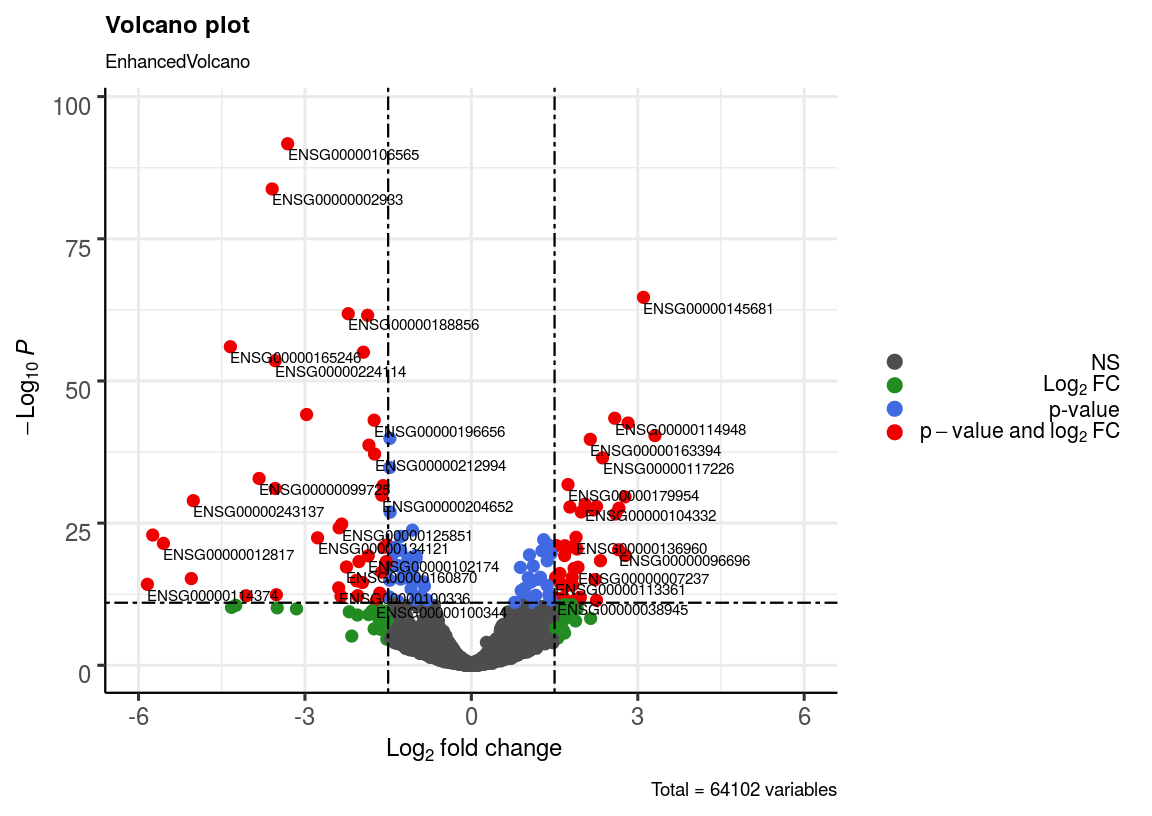 Volcano plot
EnhancedVolcano
100
75
50
25
0
−Log10 P
-6
-3
0
3
6
Log2 fold change
ENSG00000106565
ENSG00000002933
ENSG00000145681
ENSG00000188856
ENSG00000165246
ENSG00000224114
ENSG00000196656
ENSG00000114948
ENSG00000163394
ENSG00000212994
ENSG00000117226
ENSG00000099725
ENSG00000179954
ENSG00000204652
ENSG00000243137
ENSG00000104332
ENSG00000125851
ENSG00000134121
ENSG00000136960
ENSG00000012817
ENSG00000096696
ENSG00000102174
ENSG00000160870
ENSG00000007237
ENSG00000113361
ENSG00000114374
ENSG00000100336
ENSG00000038945
ENSG00000100344
NS
Log2 FC
p-value
p − value and log2 FC
Total = 64102 variables